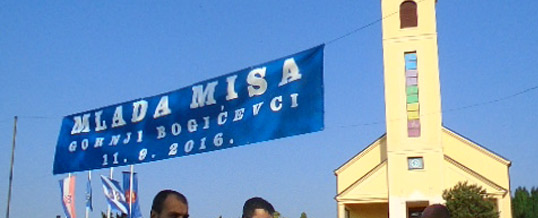 MLADA MISA
GORNJI BOGIĆEVCI
11. 9. 2016.